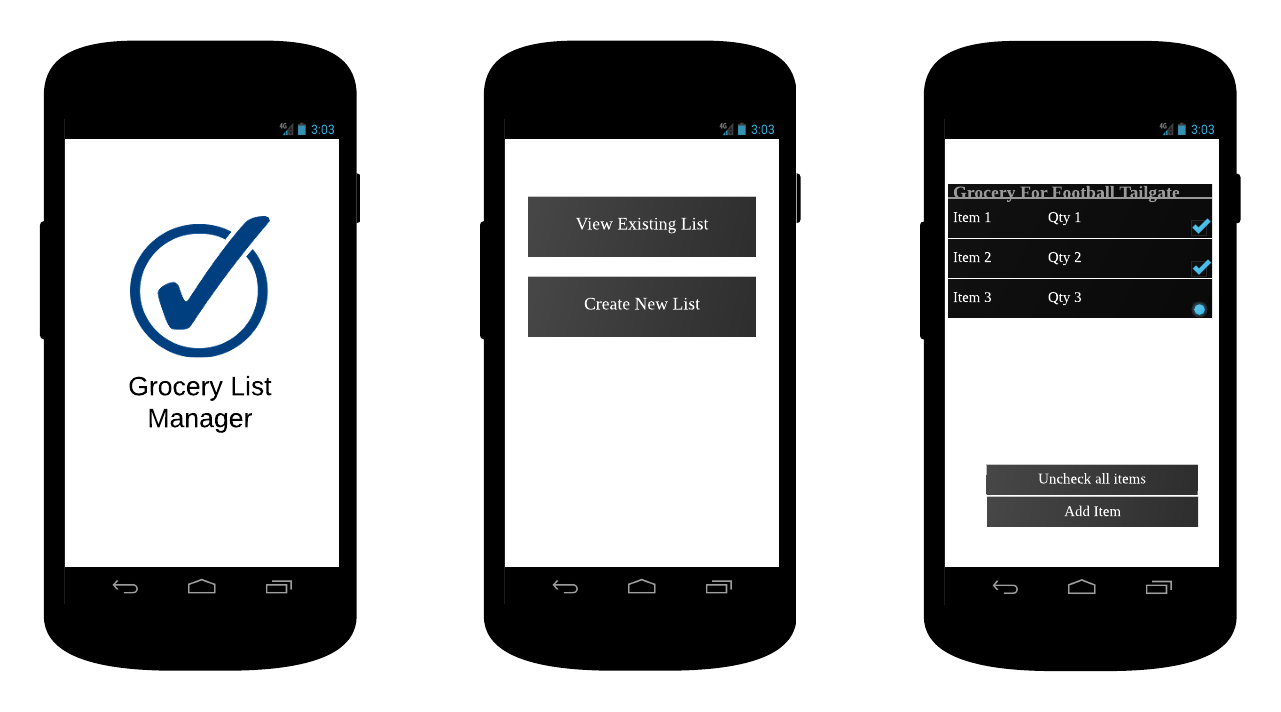 4G 3:03
Grocery List
Manager
4G 3:03
View Existing List
Create New List
4G 3:03
Grocery For Football Tailgate
Item 1 Qty 1
Item 2 Qty 2
Item 3 Qty 3
Uncheck all items
Add Item